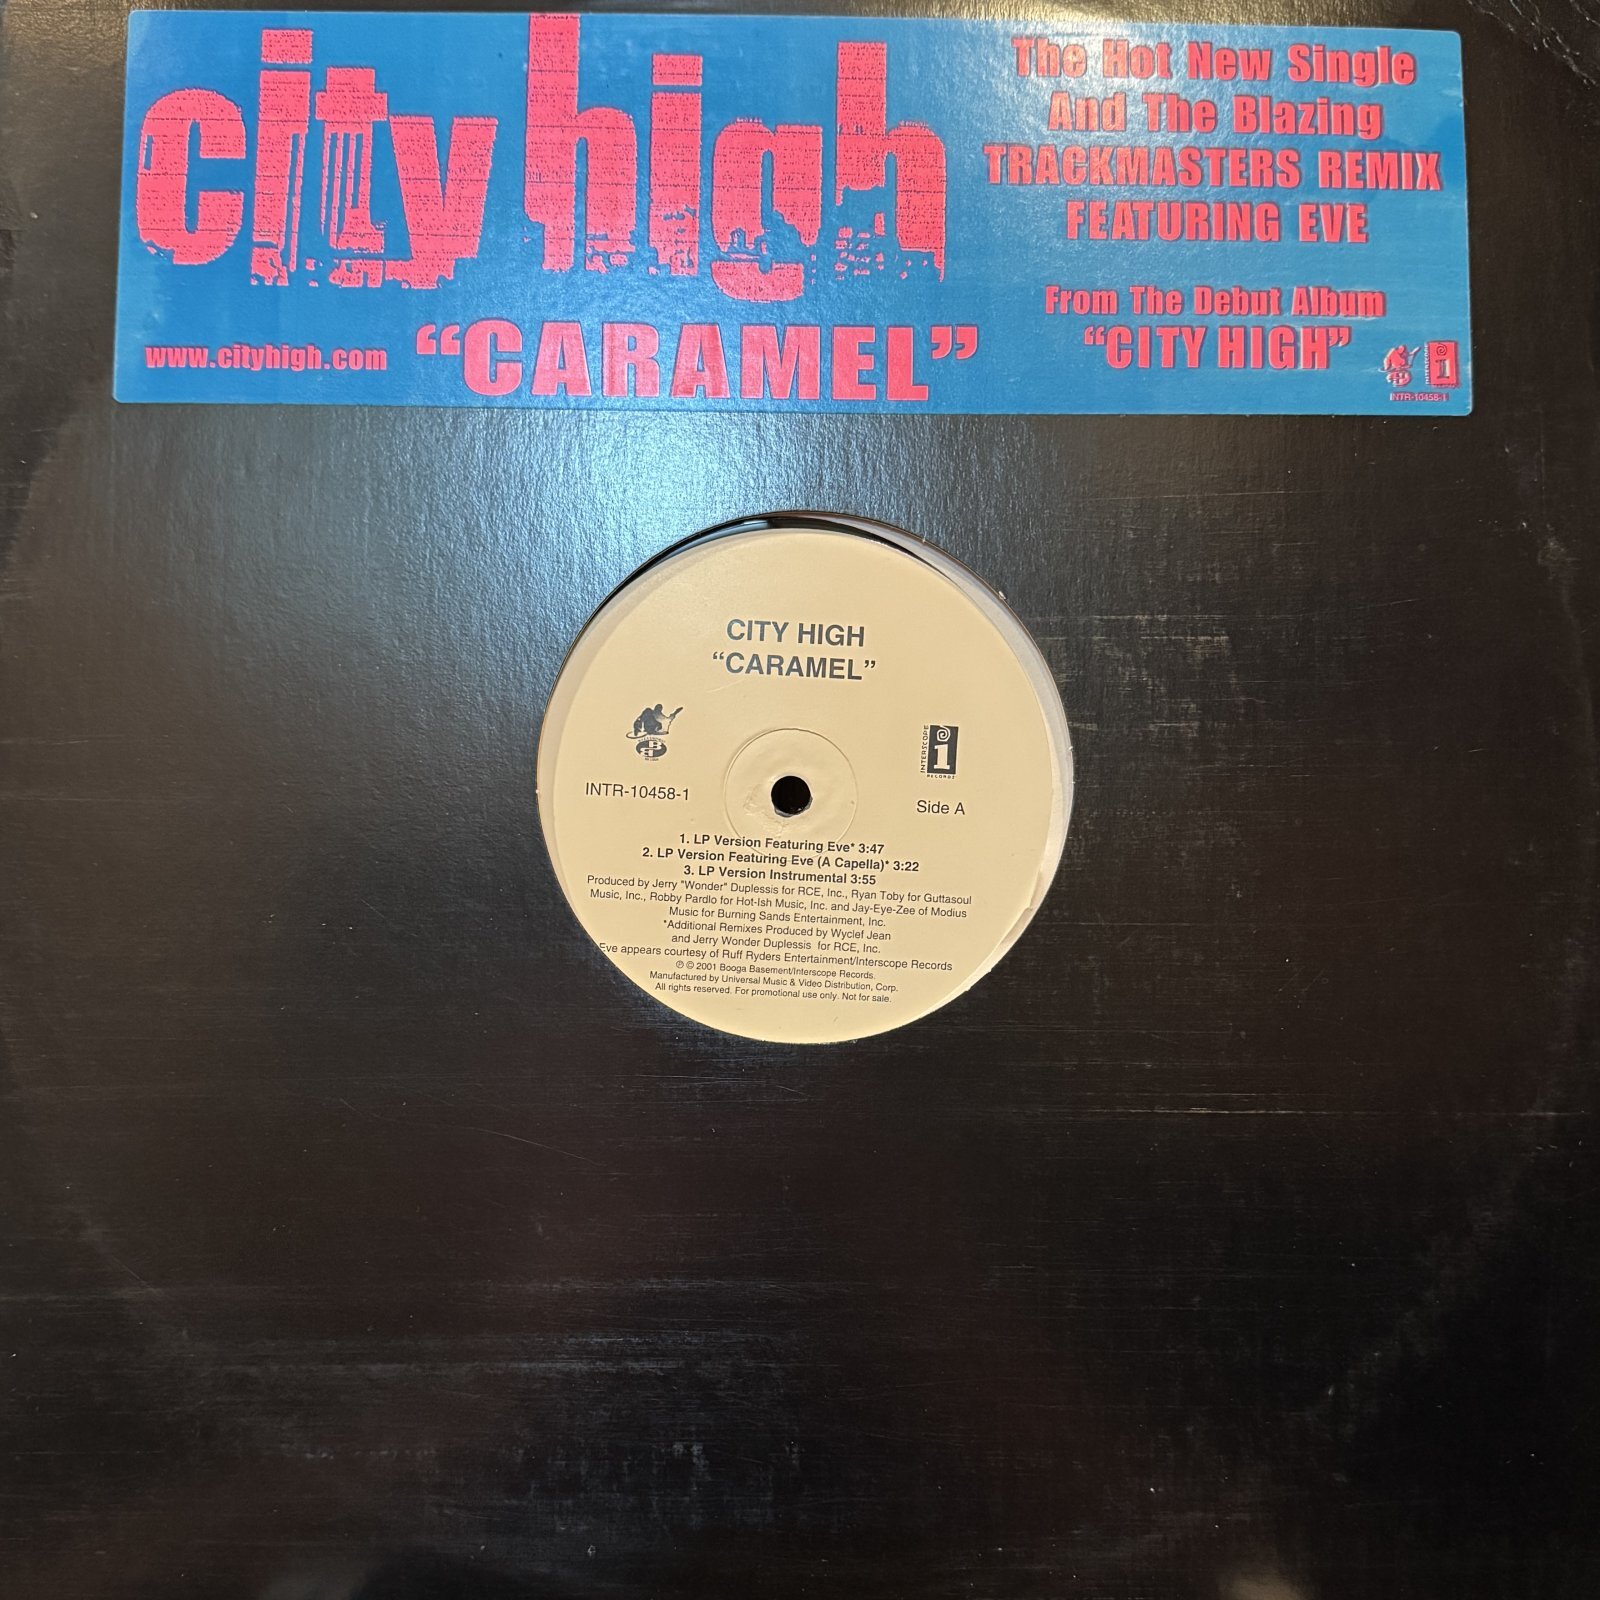 city high
"CARAMEL"
www.cityhigh.com
The Hot New Single
And The Blazing
TRACKMASTERS REMIX
FEATURING EVE
From The Debut Album
"CITY HIGH"
INTERSCOPE
INTR-10458-1
CITY HIGH
"CARAMEL"
INTERSCOPE
RECORDS
INTR-10458-1
Side A
1. LP Version Featuring Eve* 3:47
2. LP Version Featuring Eve (A Capella)* 3:22
3. LP Version Instrumental 3:55
Produced by Jerry "Wonder" Duplessis for RCE, Inc., Ryan Toby for Guttasoul
Music, Inc., Robby Pardlo for Hot-Ish Music, Inc. and Jay-Eye-Zee of Modius
Music for Burning Sands Entertainment, Inc.
*Additional Remixes Produced by Wyclef Jean
and Jerry Wonder Duplessis for RCE, Inc.
Eve appears courtesy of Ruff Ryders Entertainment/Interscope Records
℗ © 2001 Booga Basement/Interscope Records.
Manufactured by Universal Music & Video Distribution, Corp.
All rights reserved. For promotional use only. Not for sale.